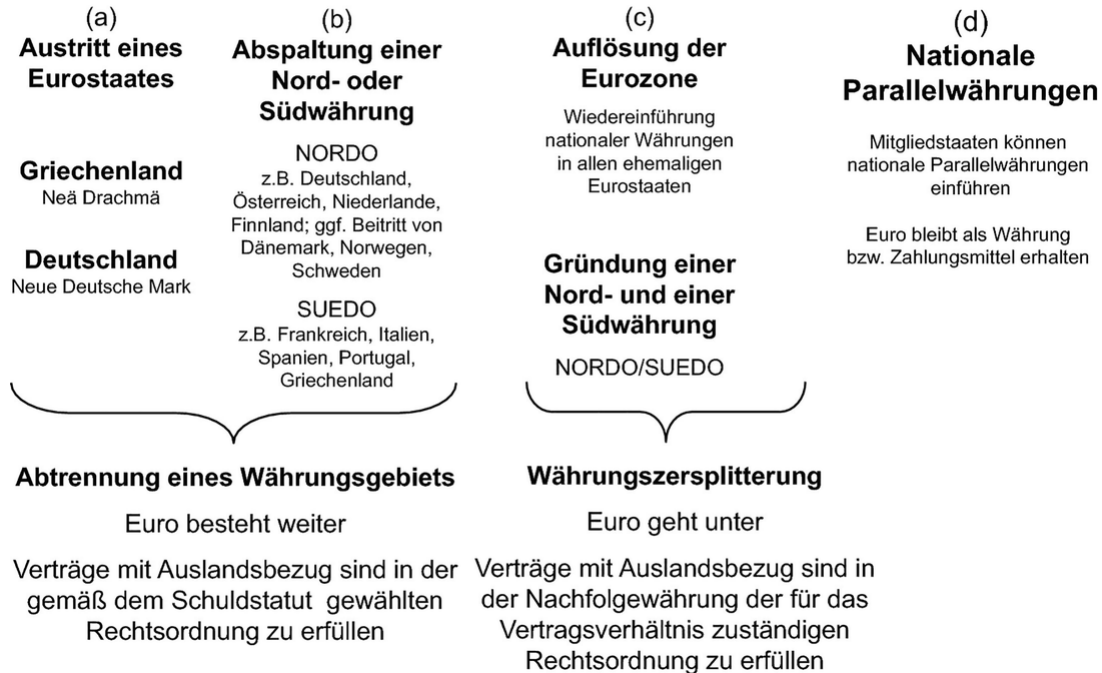 (a)
Austritt eines
Eurostaates
Griechenland
Neä Drachmä
Deutschland
Neue Deutsche Mark
(b)
Abspaltung einer
Nord- oder
Südwährung
NORDO
z.B. Deutschland,
Österreich, Niederlande,
Finnland; ggf. Beitritt von
Dänemark, Norwegen,
Schweden
SUEDO
z.B. Frankreich, Italien,
Spanien, Portugal,
Griechenland
Abtrennung eines Währungsgebiets
Euro besteht weiter
Verträge mit Auslandsbezug sind in der
gemäß dem Schuldstatut gewählten
Rechtsordnung zu erfüllen
(c)
Auflösung der
Eurozone
Wiedereinführung
nationaler Währungen
in allen ehemaligen
Eurostaaten
Gründung einer
Nord- und einer
Südwährung
NORDO/SUEDO
Währungszersplitterung
Euro geht unter
Verträge mit Auslandsbezug sind in
der Nachfolgewährung der für das
Vertragsverhältnis zuständigen
Rechtsordnung zu erfüllen
(d)
Nationale
Parallelwährungen
Mitgliedstaaten können
nationale Parallelwährungen
einführen
Euro bleibt als Währung
bzw. Zahlungsmittel erhalten